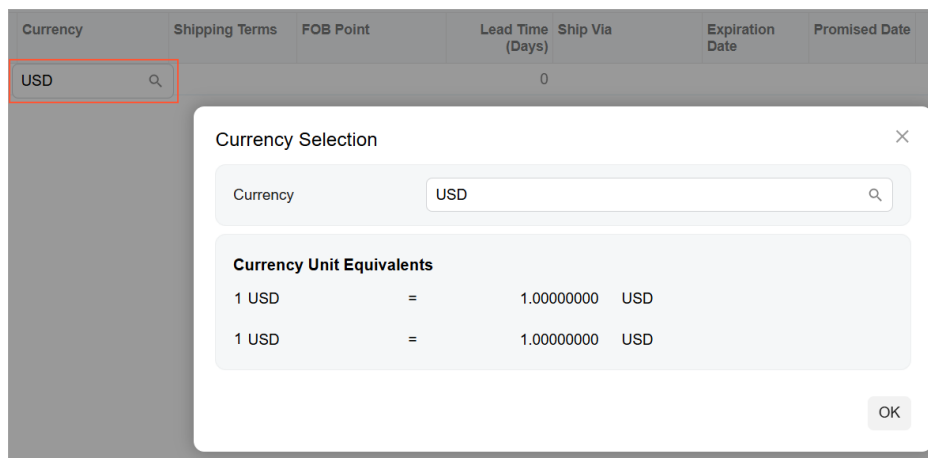 Currency Shipping Terms FOB Point Lead Time (Days) Ship Via Expiration Date Promised Date
USD 0
Currency Selection
Currency USD
Currency Unit Equivalents
1 USD = 1.00000000 USD
1 USD = 1.00000000 USD
OK